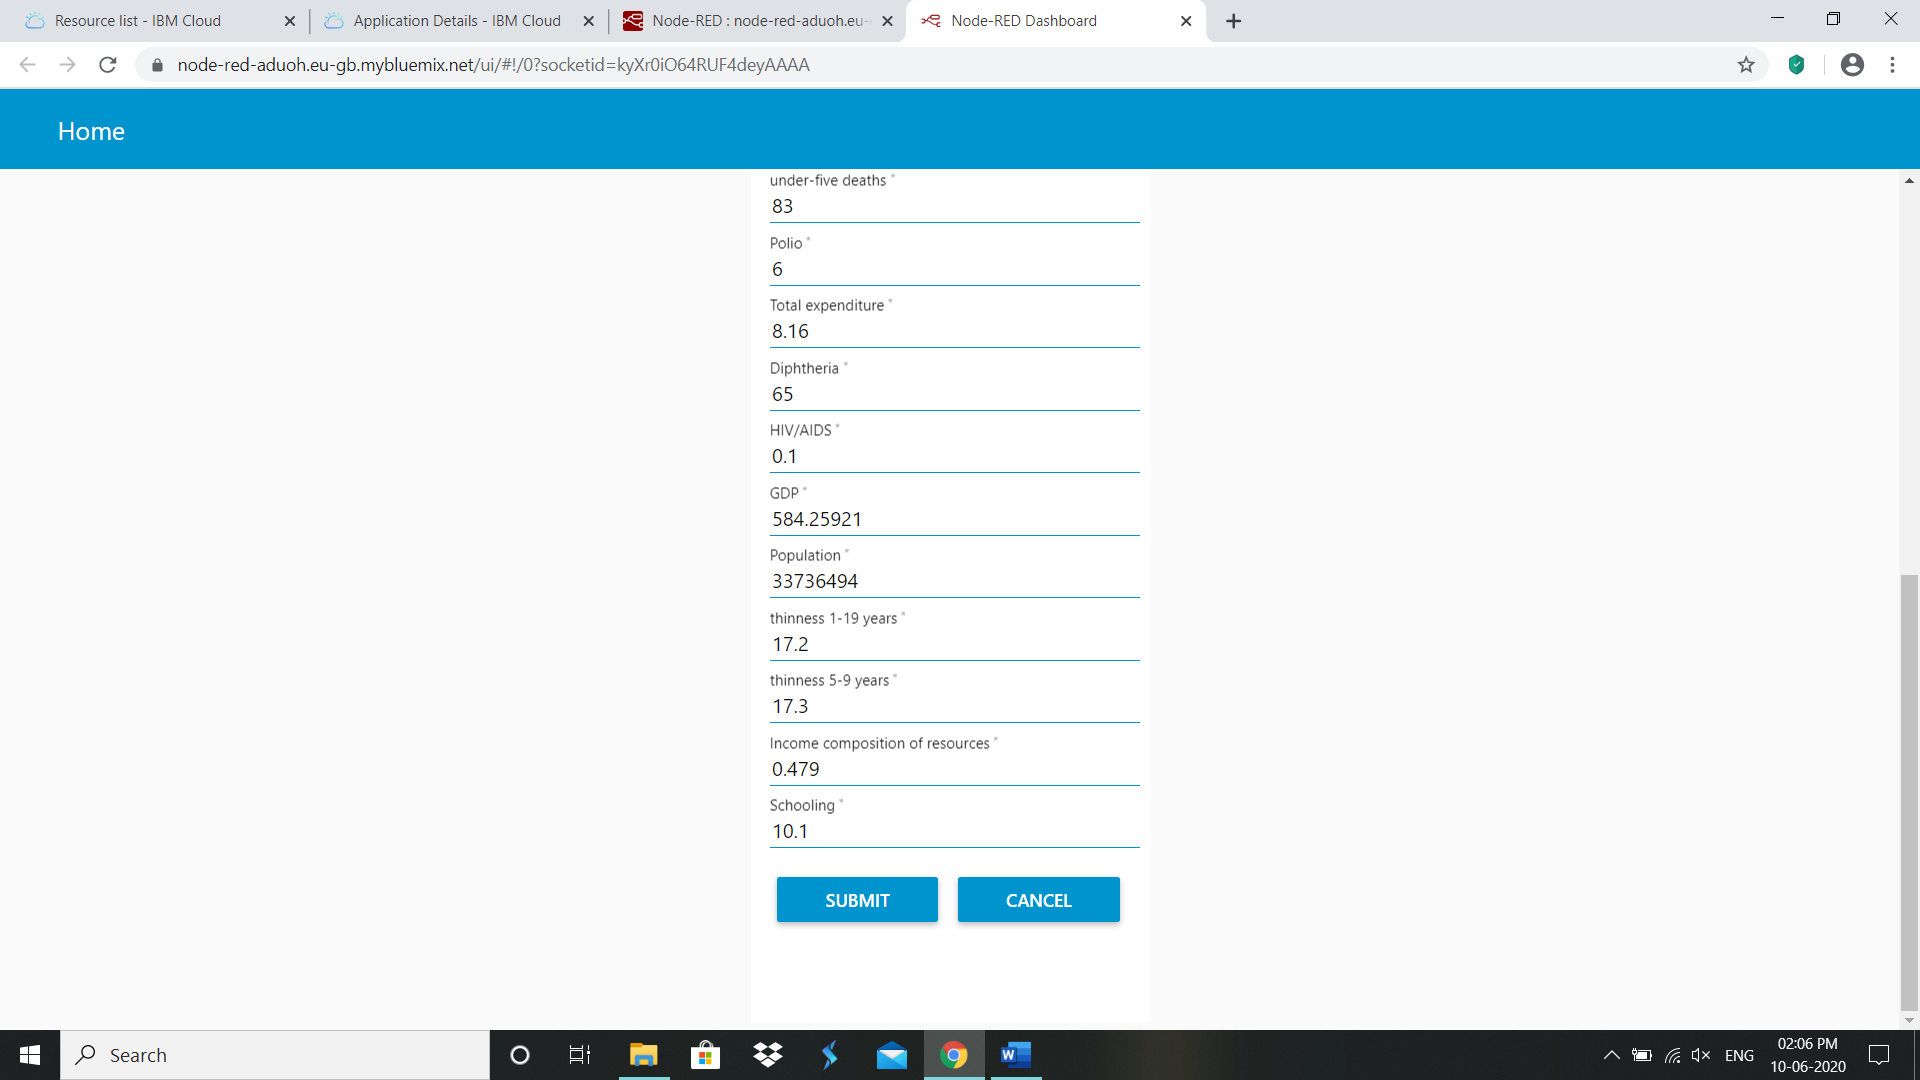 Resource list - IBM Cloud
Application Details - IBM Cloud
Node-RED : node-red-aduoh.eu-
Node-RED Dashboard
node-red-aduoh.eu-gb.mybluemix.net/ui/#!/0?socketid=kyXr0iO64RUF4deyAAAA
Home
under-five deaths *
83
Polio *
6
Total expenditure *
8.16
Diphtheria *
65
HIV/AIDS *
0.1
GDP *
584.25921
Population *
33736494
thinness 1-19 years *
17.2
thinness 5-9 years *
17.3
Income composition of resources *
0.479
Schooling *
10.1
SUBMIT
CANCEL
Search
W
ENG
02:06 PM
10-06-2020